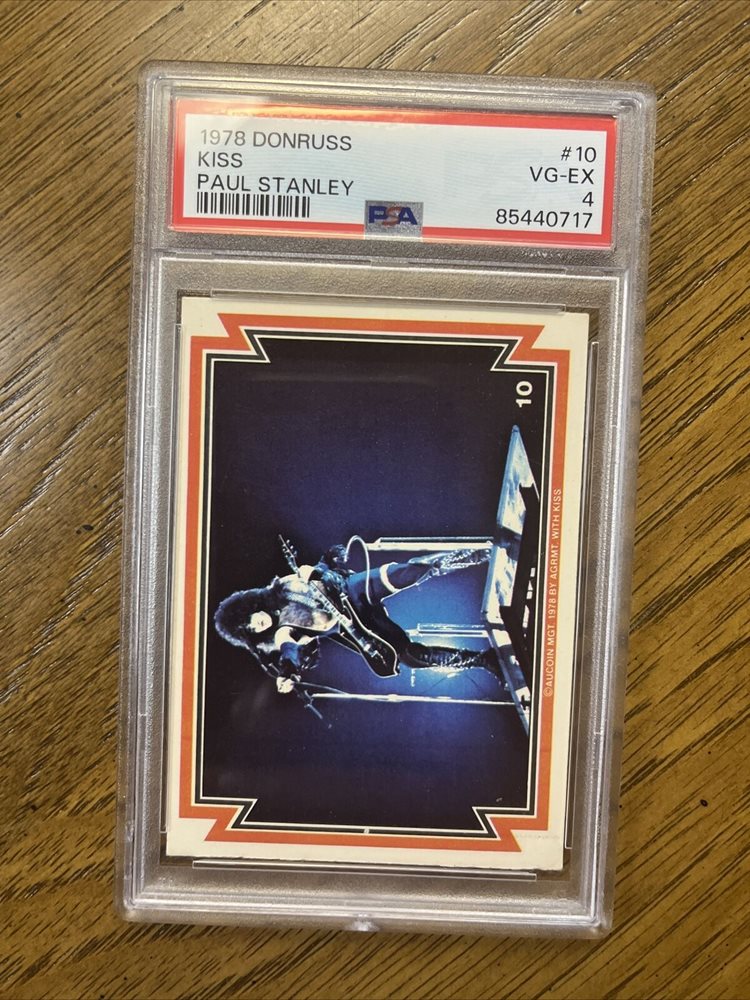 1978 DONRUSS
KISS
PAUL STANLEY
#10
VG-EX
4
85440717
PSA
10
©AUCOIN MGT. 1978 BY AGRMT. WITH KISS